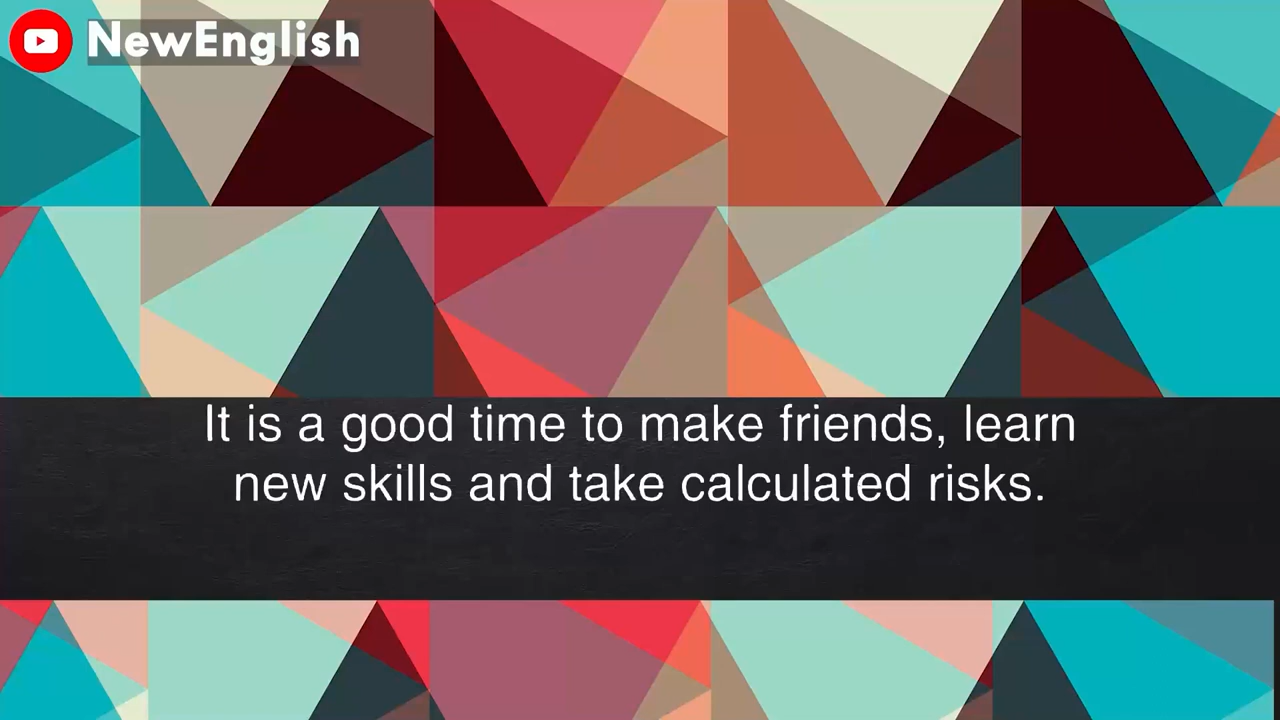 NewEnglish
It is a good time to make friends, learn
new skills and take calculated risks.